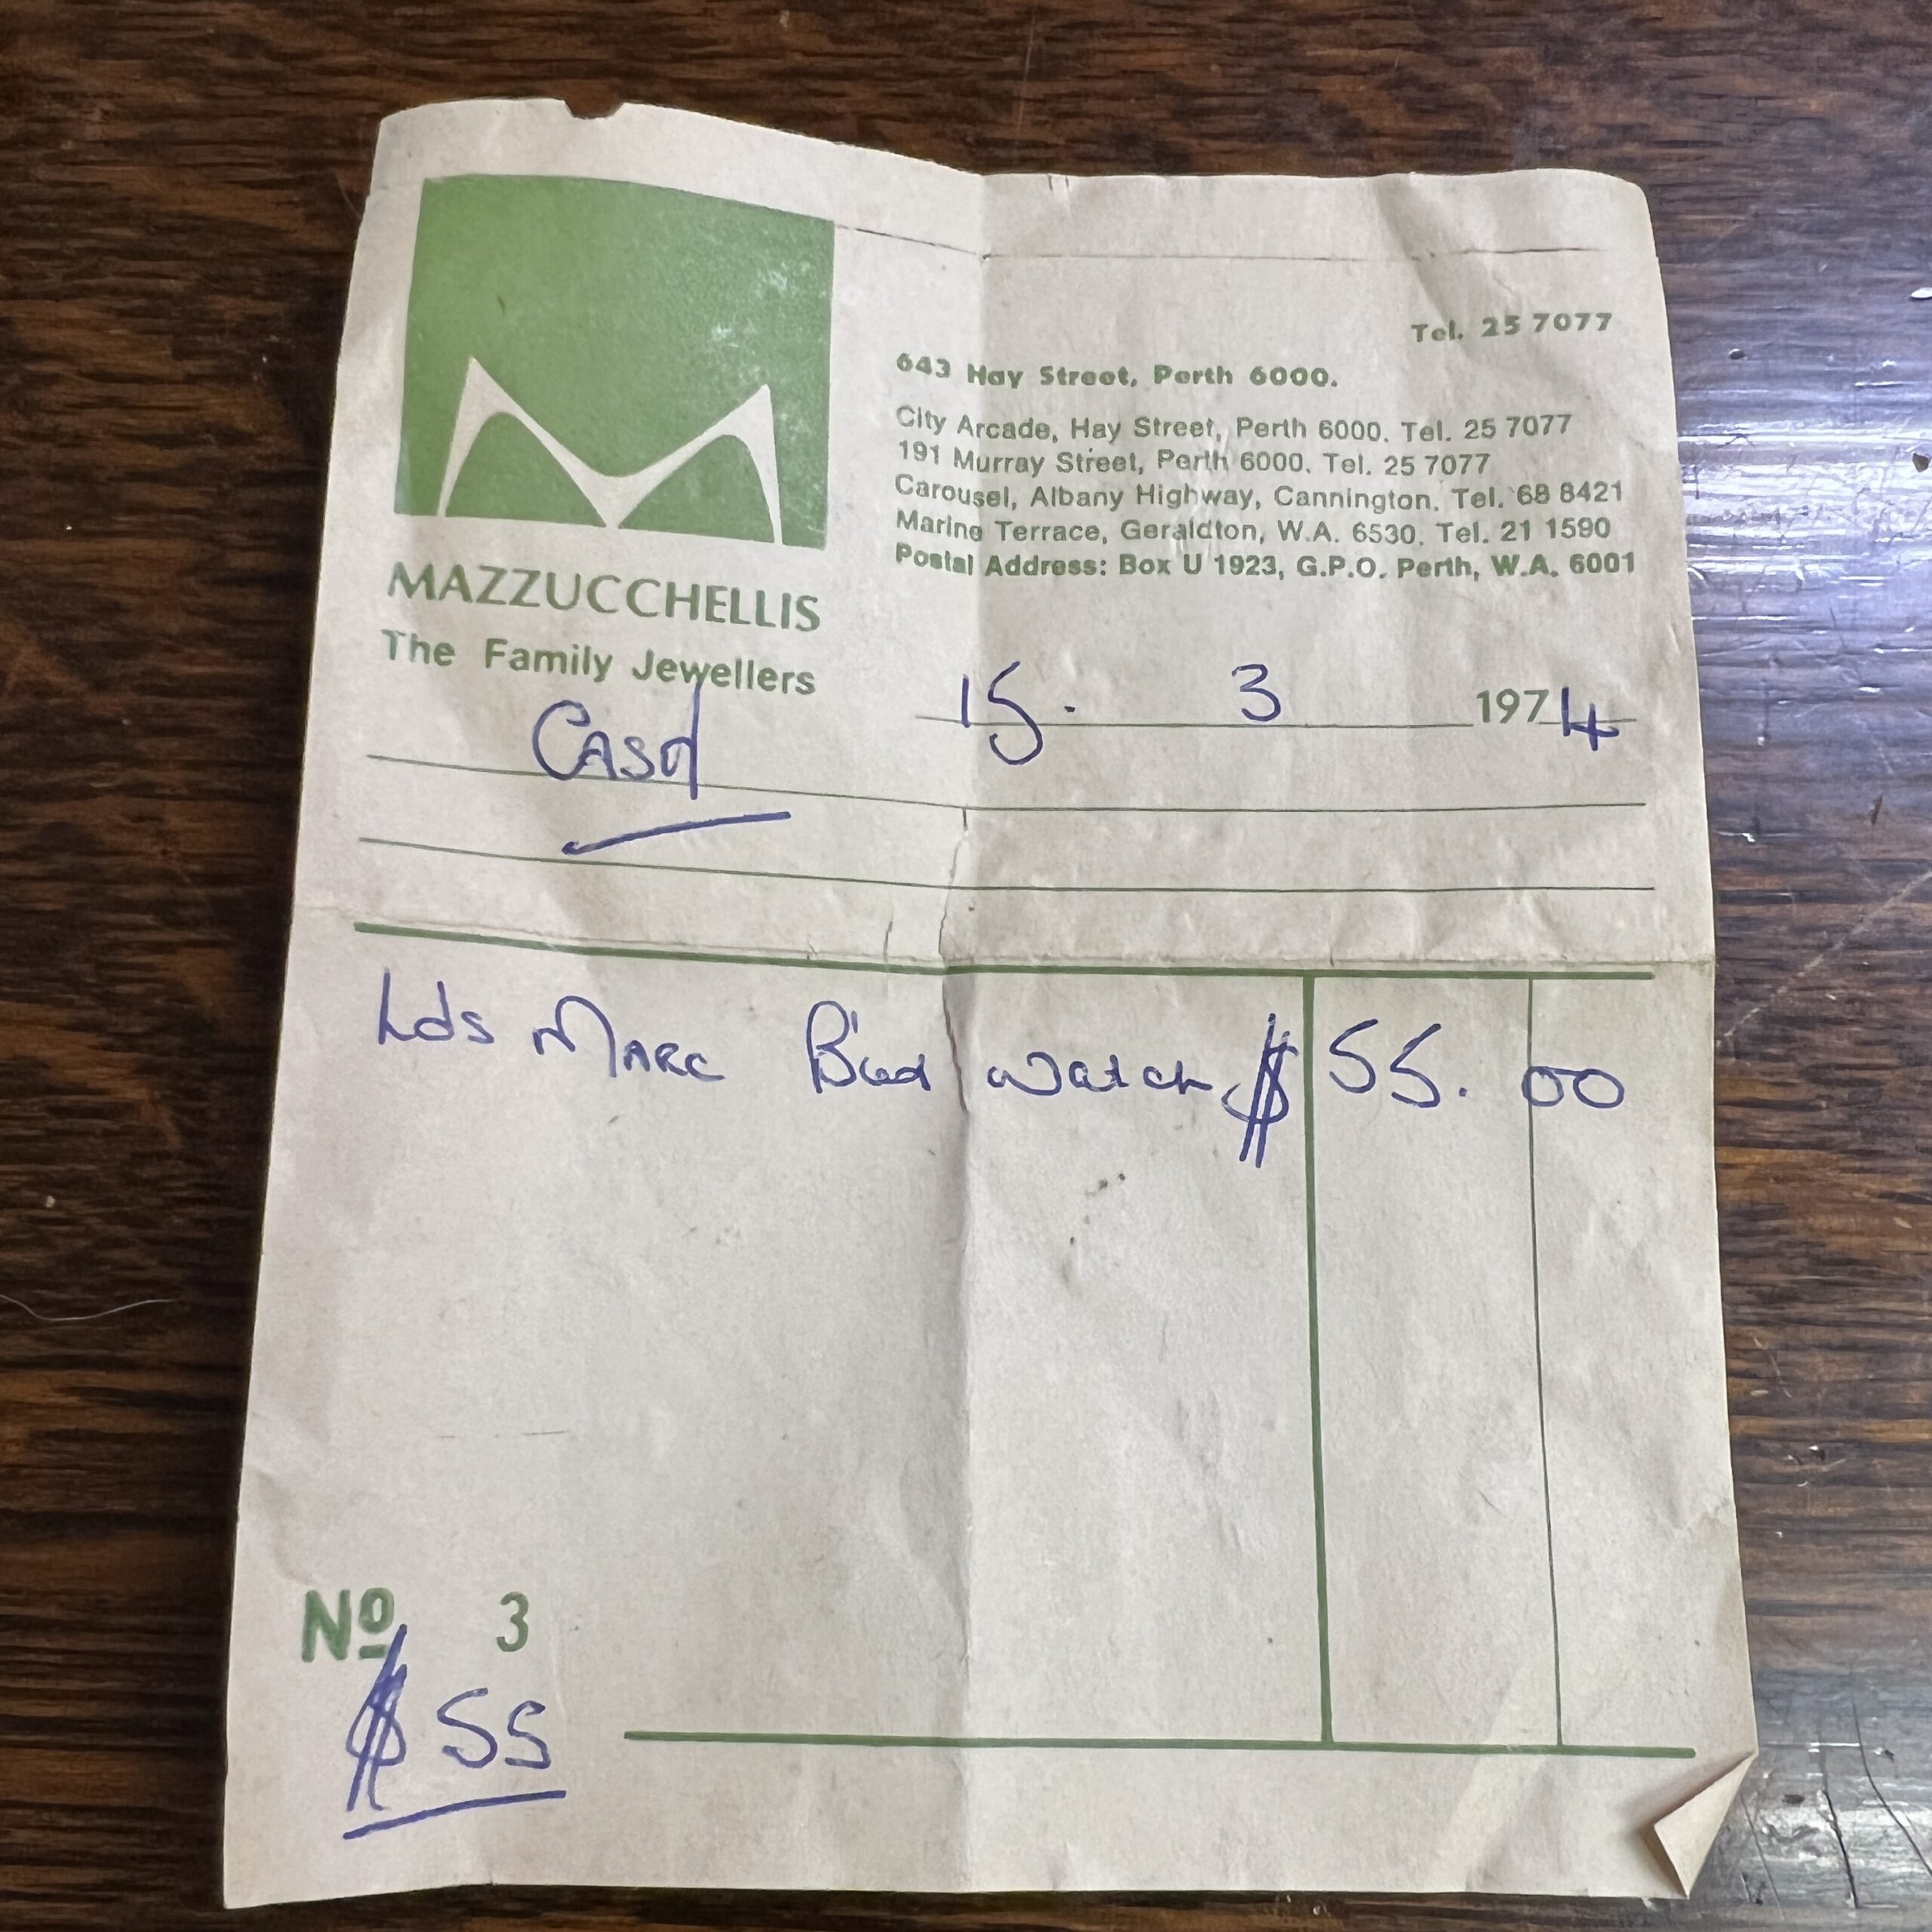 Tel. 25 7077
643 Hay Street, Perth 6000.
City Arcade, Hay Street, Perth 6000. Tel. 25 7077
191 Murray Street, Perth 6000. Tel. 25 7077
Carousel, Albany Highway, Cannington. Tel. 68 8421
Marine Terrace, Geraldton, W.A. 6530. Tel. 21 1590
Postal Address: Box U 1923, G.P.O. Perth, W.A. 6001
MAZZUCCHELLIS
The Family Jewellers
15. 3 1974
CASH
Lds MARC watch $ 55. 00
Nº 3
$ 55